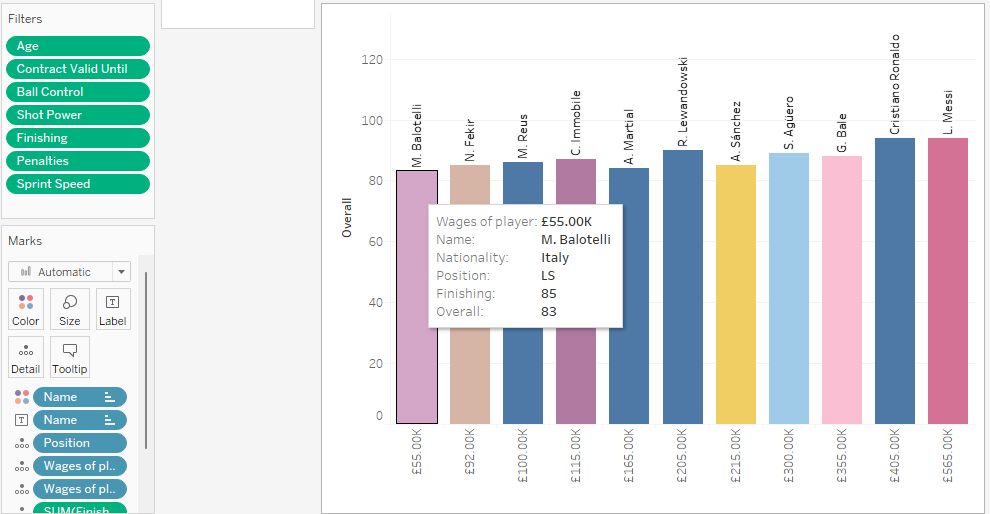 Filters
Age
Contract Valid Until
Ball Control
Shot Power
Finishing
Penalties
Sprint Speed
Marks
Automatic
Color
Size
Label
Detail
Tooltip
Name
Name
Position
Wages of pl..
Wages of pl..
SUM(Finish
Overall
120
100
80
60
40
20
0
M. Balotelli
N. Fekir
M. Reus
C. Immobile
A. Martial
R. Lewandowski
A. Sánchez
S. Agüero
G. Bale
Cristiano Ronaldo
L. Messi
Wages of player: £55.00K
Name: M. Balotelli
Nationality: Italy
Position: LS
Finishing: 85
Overall: 83
£55.00K
£92.00K
£100.00K
£115.00K
£165.00K
£205.00K
£215.00K
£300.00K
£355.00K
£405.00K
£565.00K